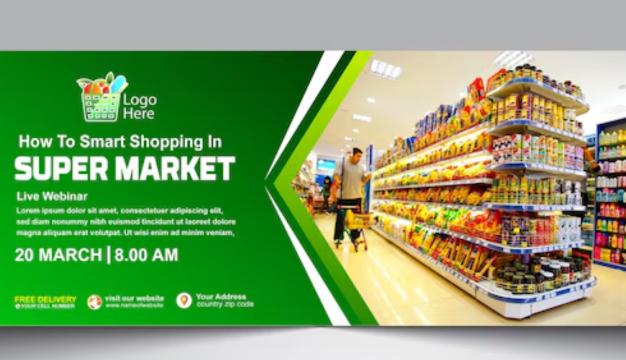 Logo
Here
How To Smart Shopping In
SUPER MARKET
Live Webinar
Lorem ipsum dolor sit amet, consectetuer adipiscing elit,
sed diam nonummy nibh euismod tincidunt ut laoreet dolore
magna aliquam erat volutpat. Ut wisi enim ad minim veniam,
20 MARCH | 8.00 AM
FREE DELIVERY
YOUR CELL NUMBER
visit our website
www.nameofwebsite
Your Address
country zip code